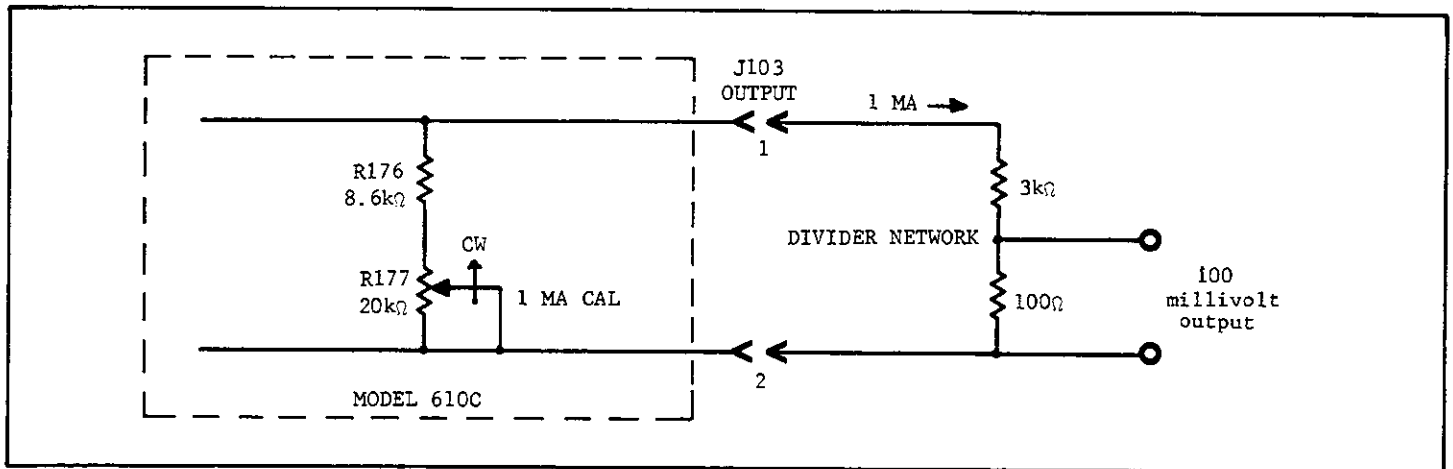 J103
OUTPUT
1 MA
1
R176
8.6kΩ
3kΩ
DIVIDER NETWORK
CW
R177
20kΩ
1 MA CAL
100Ω
100
millivolt
output
2
MODEL 610C